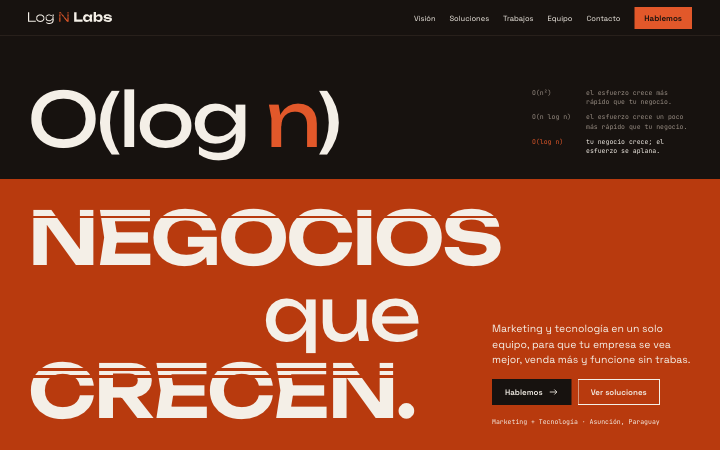 Log N Labs
Visión Soluciones Trabajos Equipo Contacto Hablemos
O(log n)
O(n²) el esfuerzo crece más
rápido que tu negocio.
O(n log n) el esfuerzo crece un poco
más rápido que tu negocio.
O(log n) tu negocio crece; el
esfuerzo se aplana.
NEGOCIOS
que
CRECEN.
Marketing y tecnología en un solo
equipo, para que tu empresa se vea
mejor, venda más y funcione sin trabas.
Hablemos → Ver soluciones
Marketing + Tecnología · Asunción, Paraguay